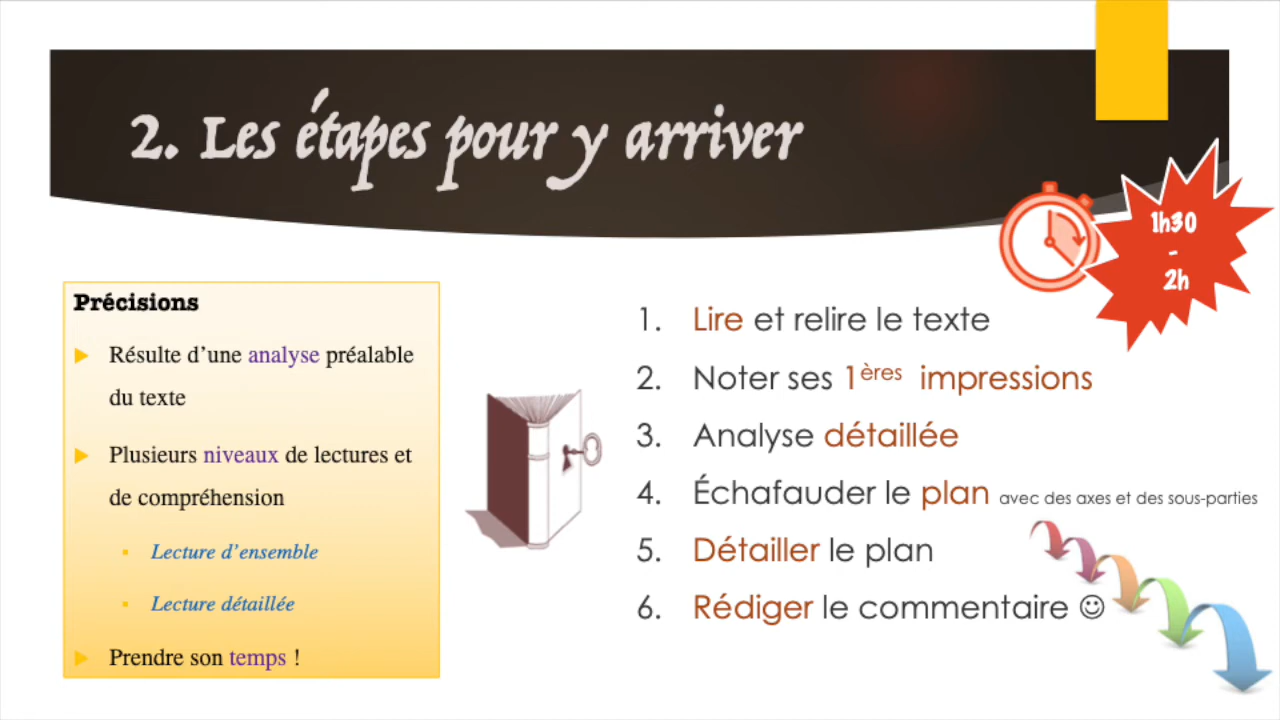 2. Les étapes pour y arriver
1h30
-
2h
Précisions
Résulte d’une analyse préalable
du texte
Plusieurs niveaux de lectures et
de compréhension
Lecture d’ensemble
Lecture détaillée
Prendre son temps !
1. Lire et relire le texte
2. Noter ses 1ères impressions
3. Analyse détaillée
4. Échafauder le plan avec des axes et des sous-parties
5. Détailler le plan
6. Rédiger le commentaire ☺